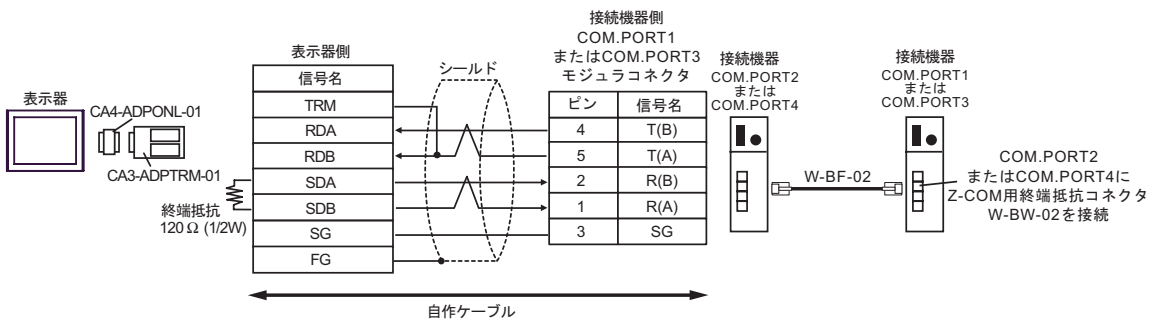 表示器
CA4-ADPONL-01
CA3-ADPTRM-01
終端抵抗
120Ω (1/2W)
表示器側
信号名
TRM
RDA
RDB
SDA
SDB
SG
FG
シールド
接続機器側
COM.PORT1
またはCOM.PORT3
モジュラコネクタ
ピン 信号名
4 T(B)
5 T(A)
2 R(B)
1 R(A)
3 SG
自作ケーブル
接続機器
COM.PORT2
または
COM.PORT4
W-BF-02
接続機器
COM.PORT1
または
COM.PORT3
COM.PORT2
またはCOM.PORT4に
Z-COM用終端抵抗コネクタ
W-BW-02を接続